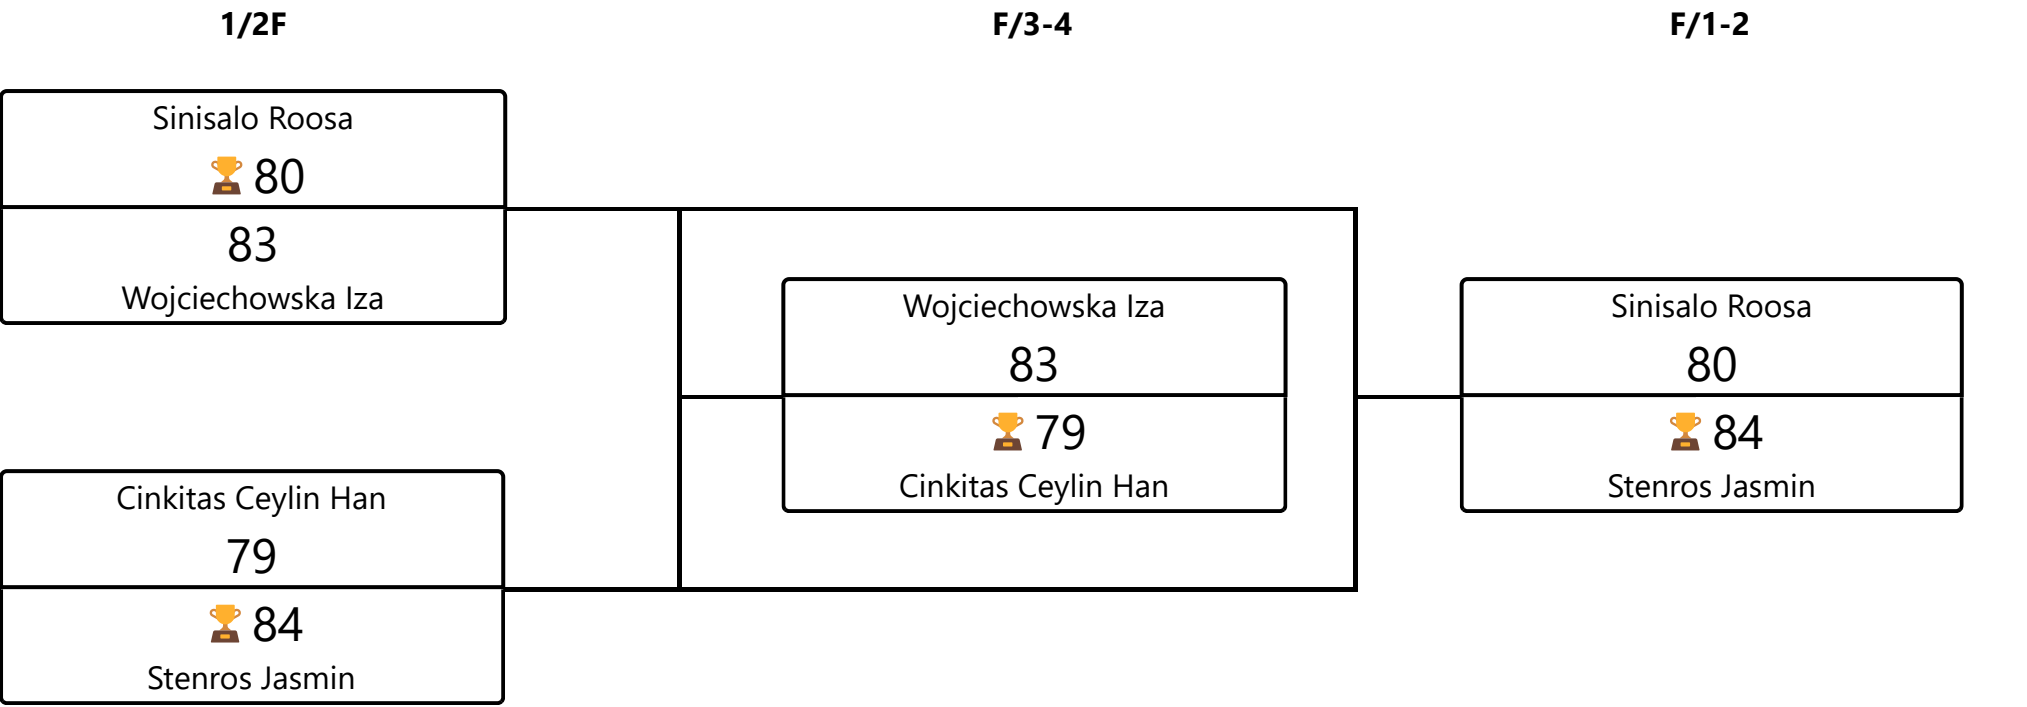 1/2F
F/3-4
F/1-2
Sinisalo Roosa
80
83
Wojciechowska Iza
Cinkitas Ceylin Han
79
84
Stenros Jasmin
Wojciechowska Iza
83
79
Cinkitas Ceylin Han
Sinisalo Roosa
80
84
Stenros Jasmin